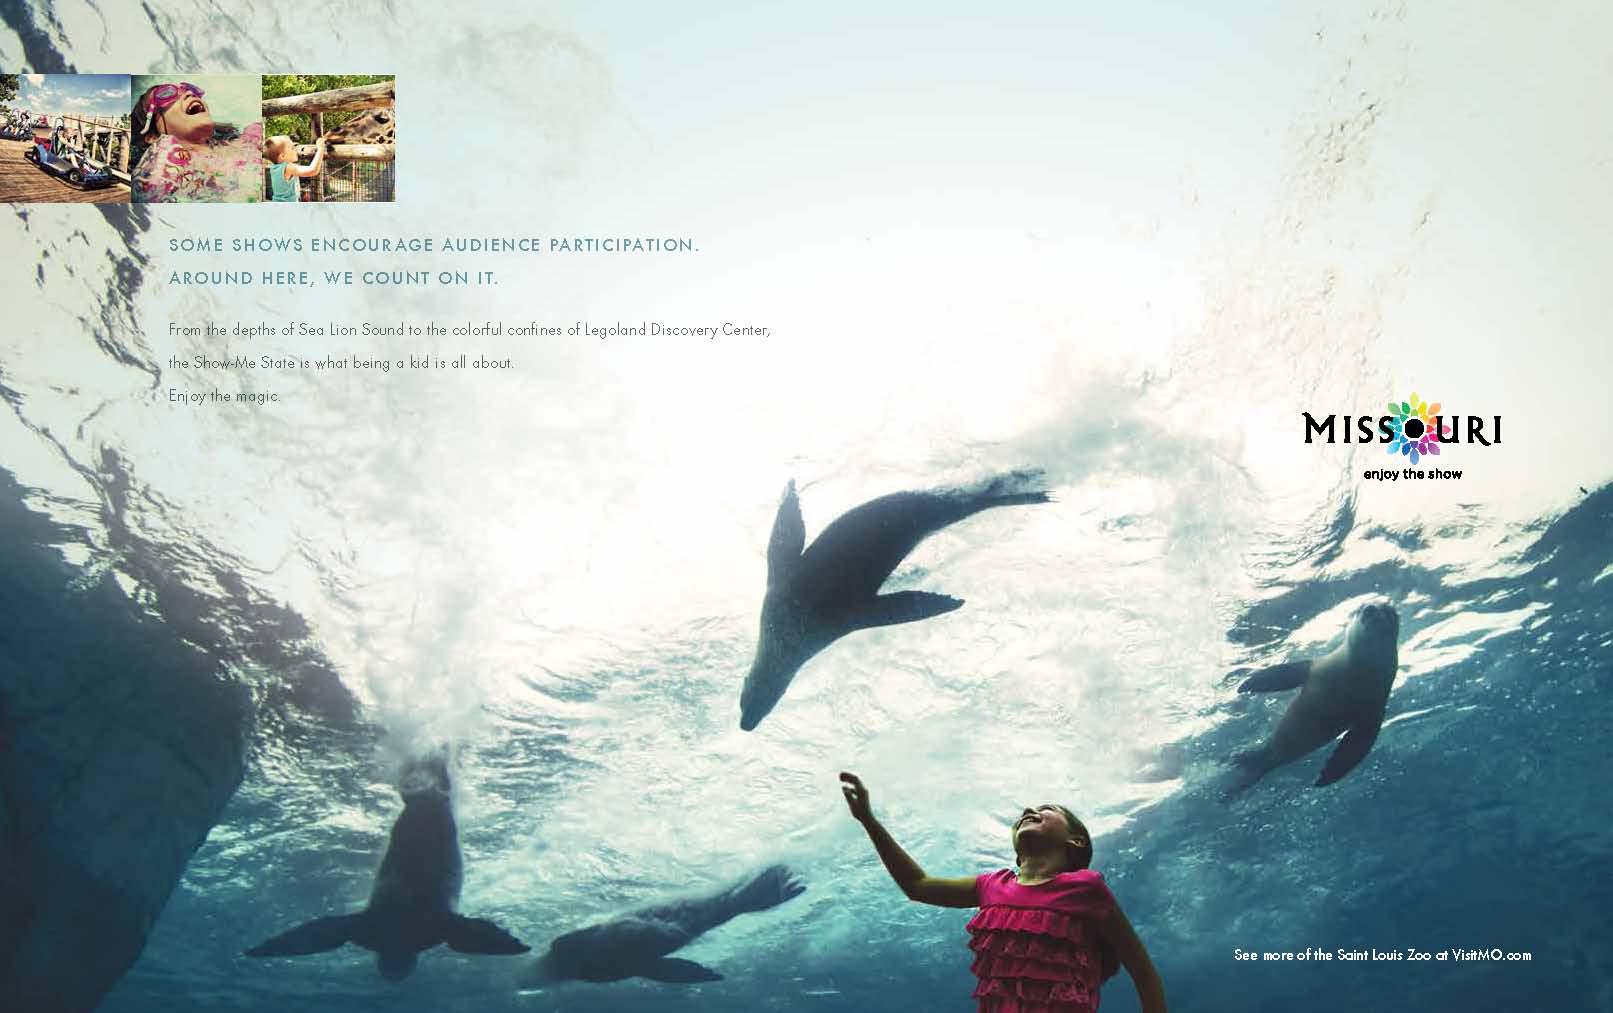 SOME SHOWS ENCOURAGE AUDIENCE PARTICIPATION.
AROUND HERE, WE COUNT ON IT.
From the depths of Sea Lion Sound to the colorful confines of Legoland Discovery Center,
the Show-Me State is what being a kid is all about.
Enjoy the magic.
MISSOURI
enjoy the show
See more of the Saint Louis Zoo at VisitMO.com